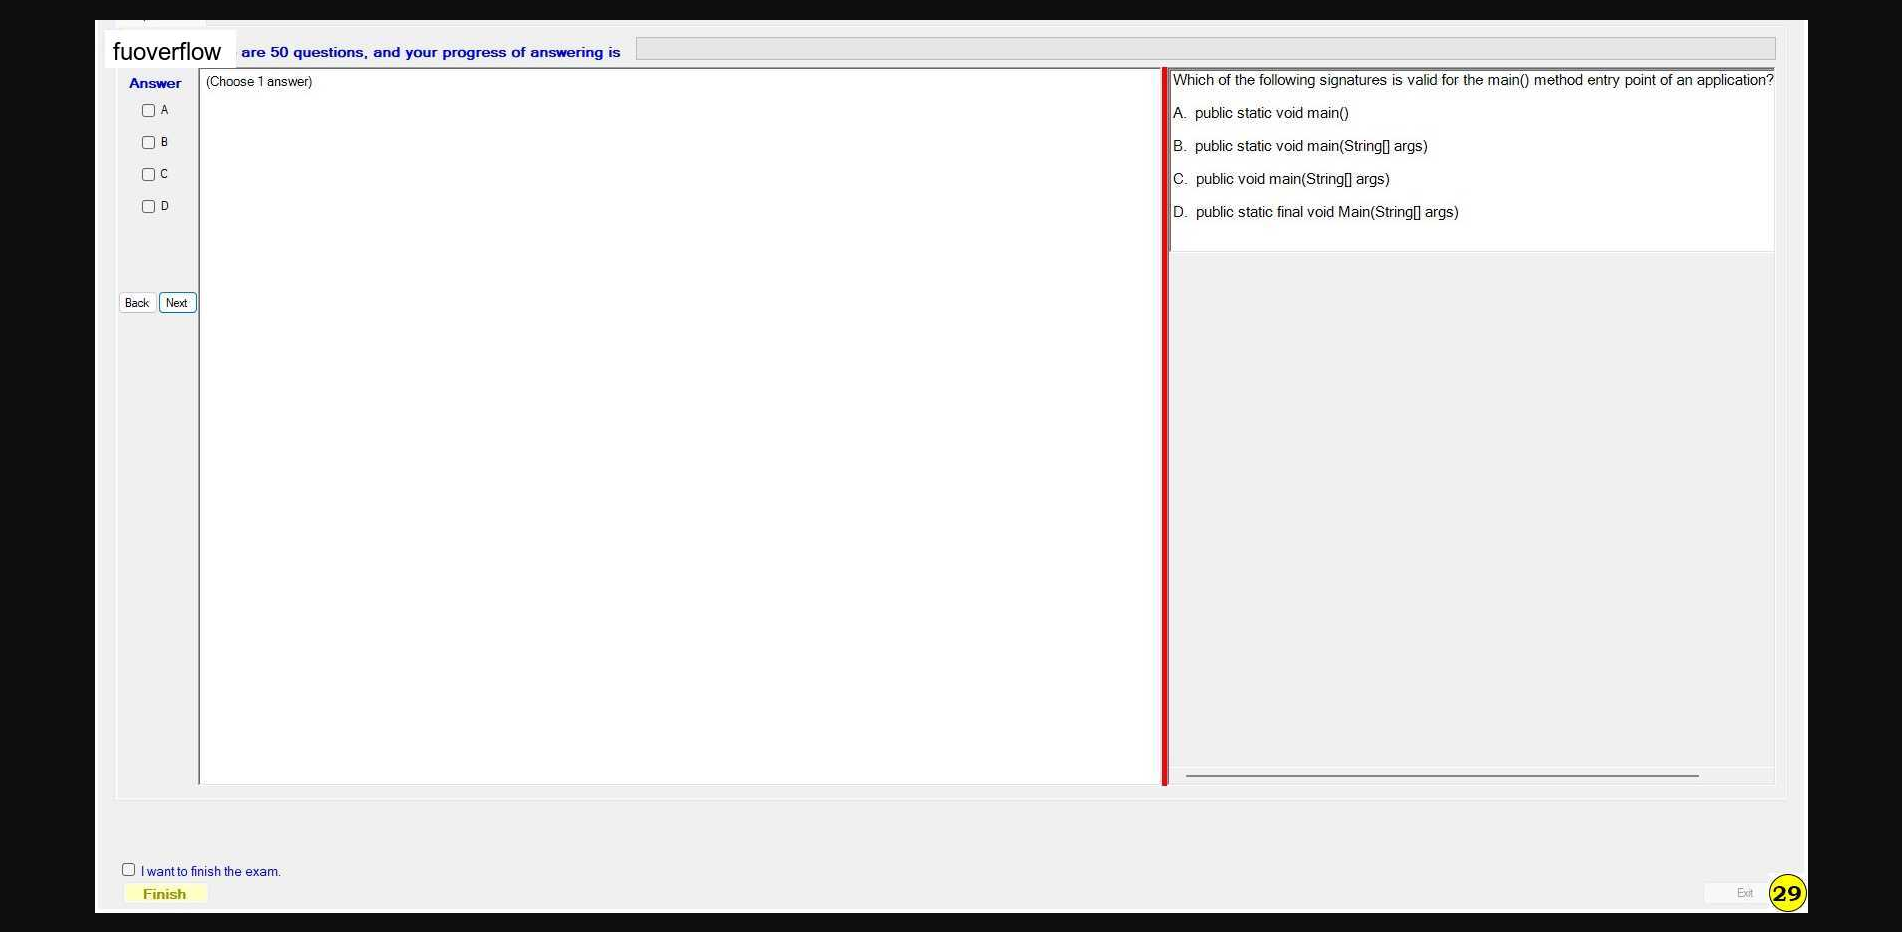 fuoverflow are 50 questions, and your progress of answering is
Answer
(Choose 1 answer)
A
B
C
D
Back Next
Which of the following signatures is valid for the main() method entry point of an application?
A. public static void main()
B. public static void main(String[] args)
C. public void main(String[] args)
D. public static final void Main(String[] args)
I want to finish the exam.
Finish
Exit
29